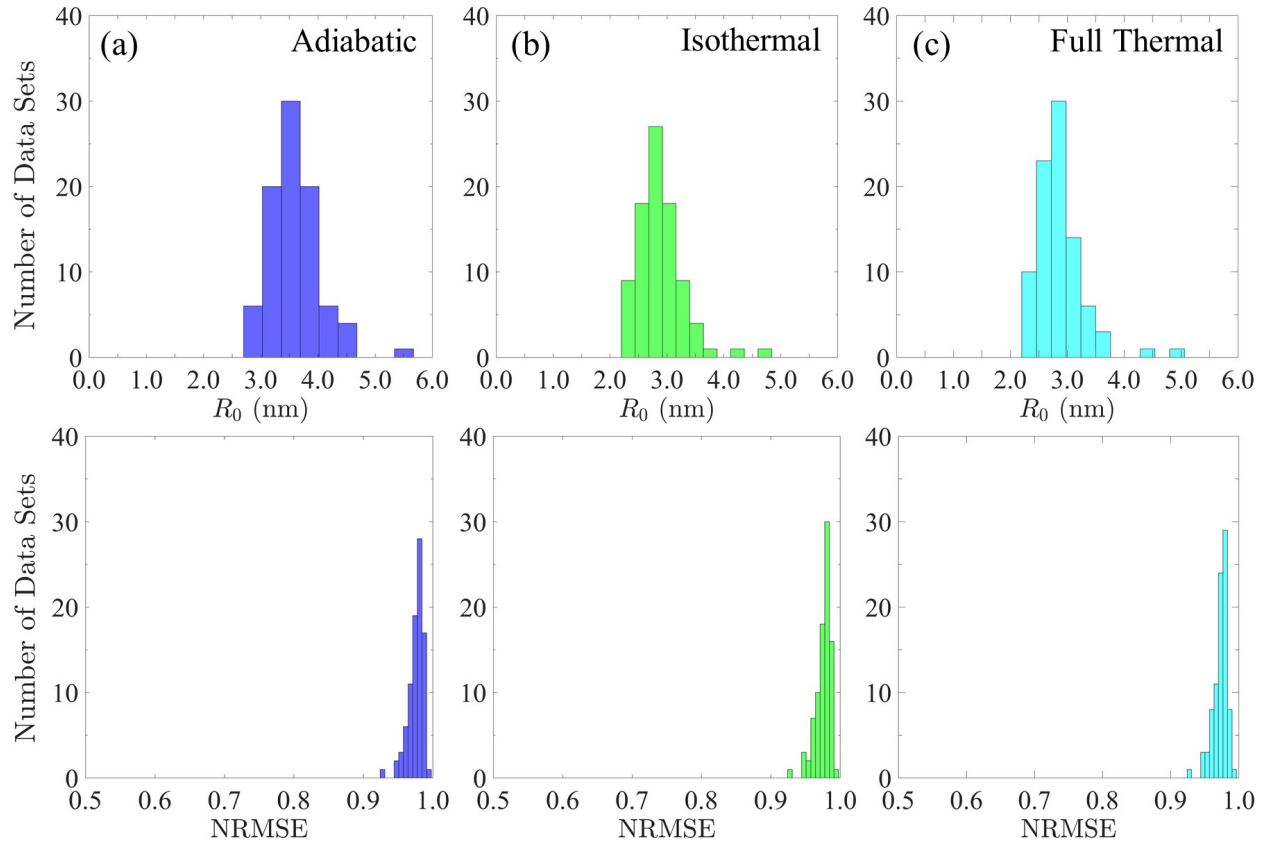 (a) Adiabatic
Number of Data Sets
40
30
20
10
0
0.0 1.0 2.0 3.0 4.0 5.0 6.0
R₀ (nm)
(b) Isothermal
40
30
20
10
0
0.0 1.0 2.0 3.0 4.0 5.0 6.0
R₀ (nm)
(c) Full Thermal
40
30
20
10
0
0.0 1.0 2.0 3.0 4.0 5.0 6.0
R₀ (nm)
Number of Data Sets
40
30
20
10
0
0.5 0.6 0.7 0.8 0.9 1.0
NRMSE
40
30
20
10
0
0.5 0.6 0.7 0.8 0.9 1.0
NRMSE
40
30
20
10
0
0.5 0.6 0.7 0.8 0.9 1.0
NRMSE